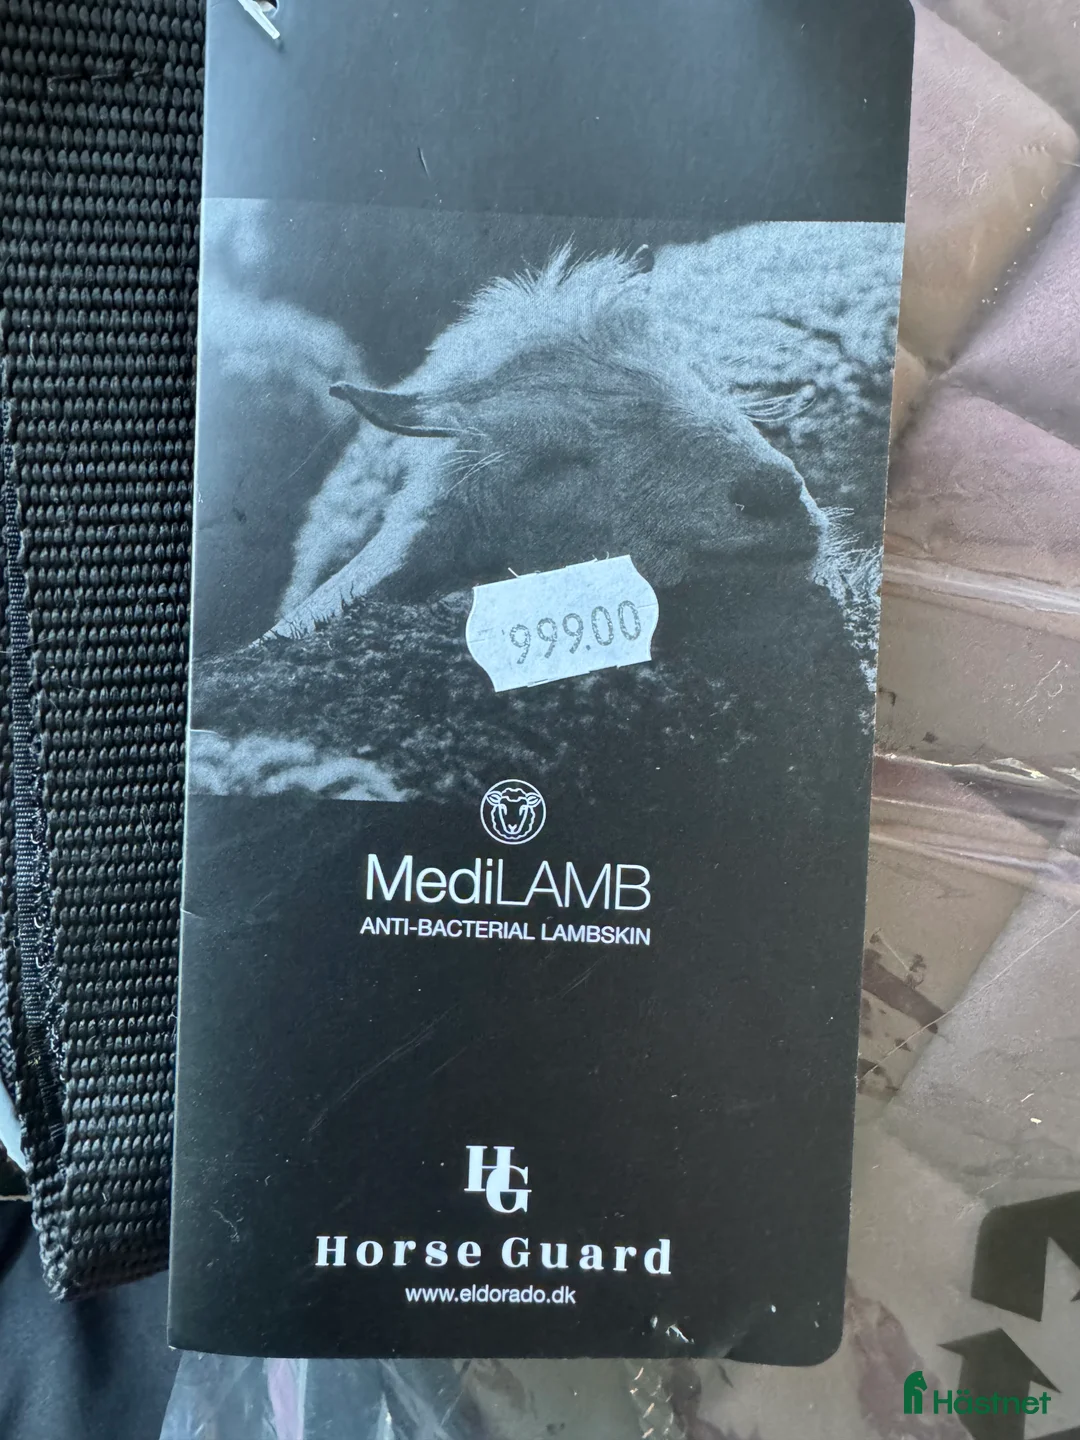 999.00
MediLAMB
ANTI-BACTERIAL LAMBSKIN
HG
Horse Guard
www.eldorado.dk
Hästnet